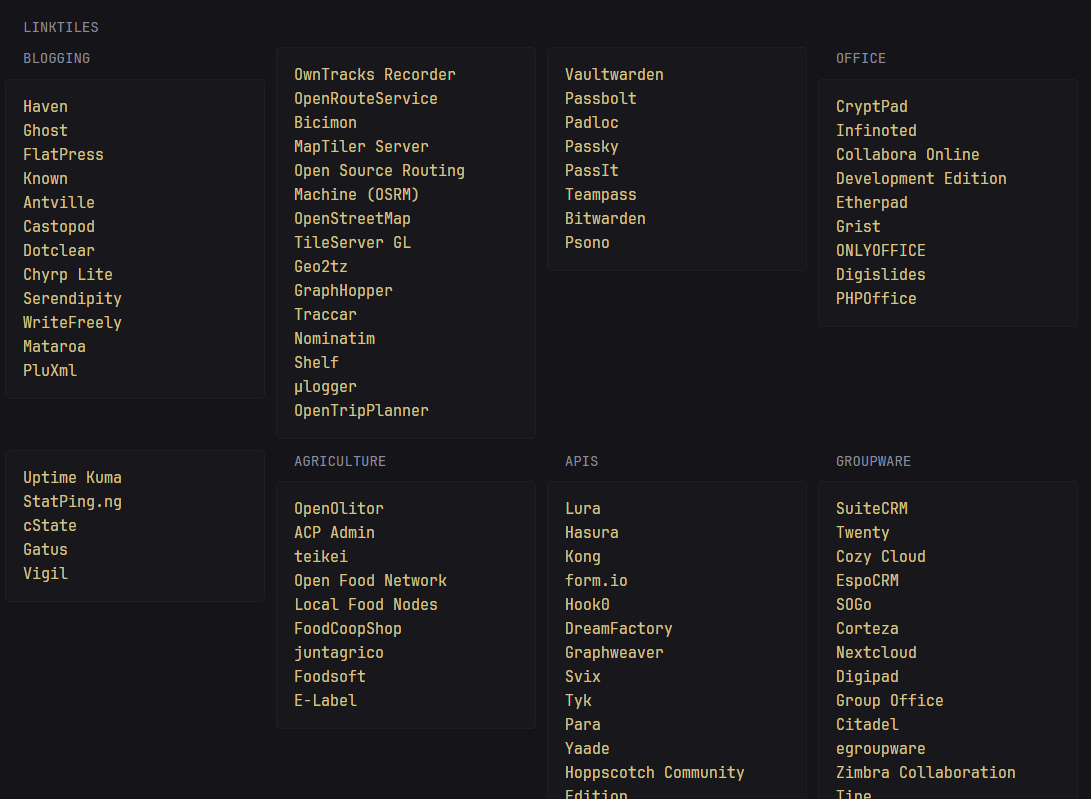 LINKTILES
BLOGGING
Haven
Ghost
FlatPress
Known
Antville
Castopod
Dotclear
Chyrp Lite
Serendipity
WriteFreely
Mataroa
PluXml
OwnTracks Recorder
OpenRouteService
Bicimon
MapTiler Server
Open Source Routing
Machine (OSRM)
OpenStreetMap
TileServer GL
Geo2tz
GraphHopper
Traccar
Nominatim
Shelf
µlogger
OpenTripPlanner
Vaultwarden
Passbolt
Padloc
Passky
PassIt
Teampass
Bitwarden
Psono
OFFICE
CryptPad
Infinoted
Collabora Online
Development Edition
Etherpad
Grist
ONLYOFFICE
Digislides
PHPOffice
Uptime Kuma
StatPing.ng
cState
Gatus
Vigil
AGRICULTURE
OpenOlitor
ACP Admin
teikei
Open Food Network
Local Food Nodes
FoodCoopShop
juntagrico
Foodsoft
E-Label
APIS
Lura
Hasura
Kong
form.io
Hook0
DreamFactory
Graphweaver
Svix
Tyk
Para
Yaade
Hoppscotch Community
Edition
GROUPWARE
SuiteCRM
Twenty
Cozy Cloud
EspoCRM
SOGo
Corteza
Nextcloud
Digipad
Group Office
Citadel
egroupware
Zimbra Collaboration
Tine